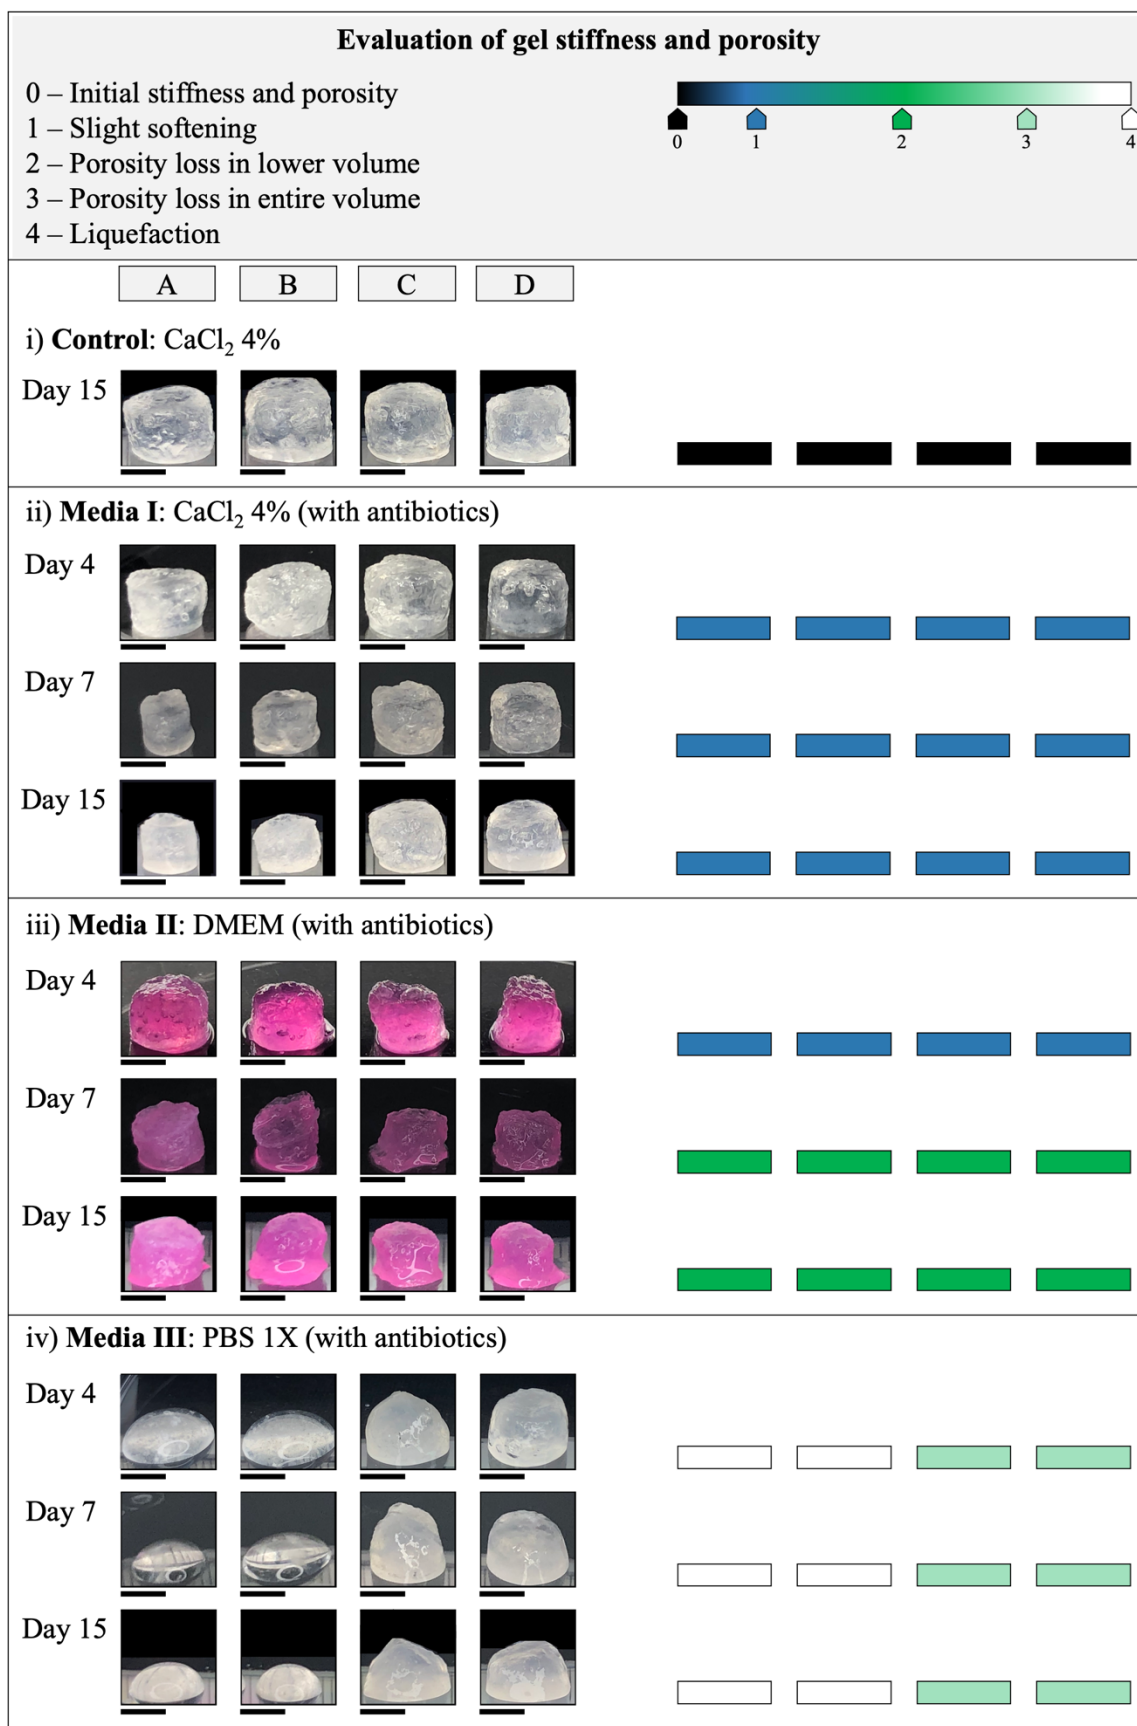 Evaluation of gel stiffness and porosity
0 – Initial stiffness and porosity
1 – Slight softening
2 – Porosity loss in lower volume
3 – Porosity loss in entire volume
4 – Liquefaction
0 1 2 3 4
A B C D
i) Control: CaCl₂ 4%
Day 15
ii) Media I: CaCl₂ 4% (with antibiotics)
Day 4
Day 7
Day 15
iii) Media II: DMEM (with antibiotics)
Day 4
Day 7
Day 15
iv) Media III: PBS 1X (with antibiotics)
Day 4
Day 7
Day 15